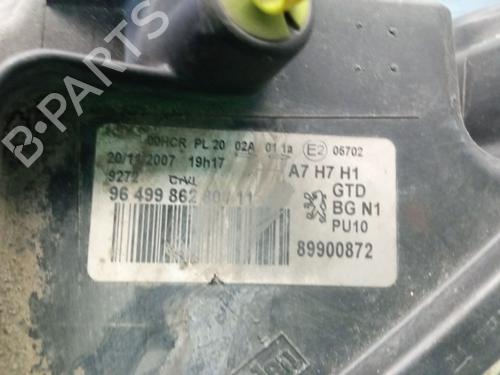 00HCR PL 20 02A 01 1a E2 05702
20/11/2007 19h17
A7 H7 H1
9272
GTD
96 499 862
BG N1
PU10
89900872
B-PARTS